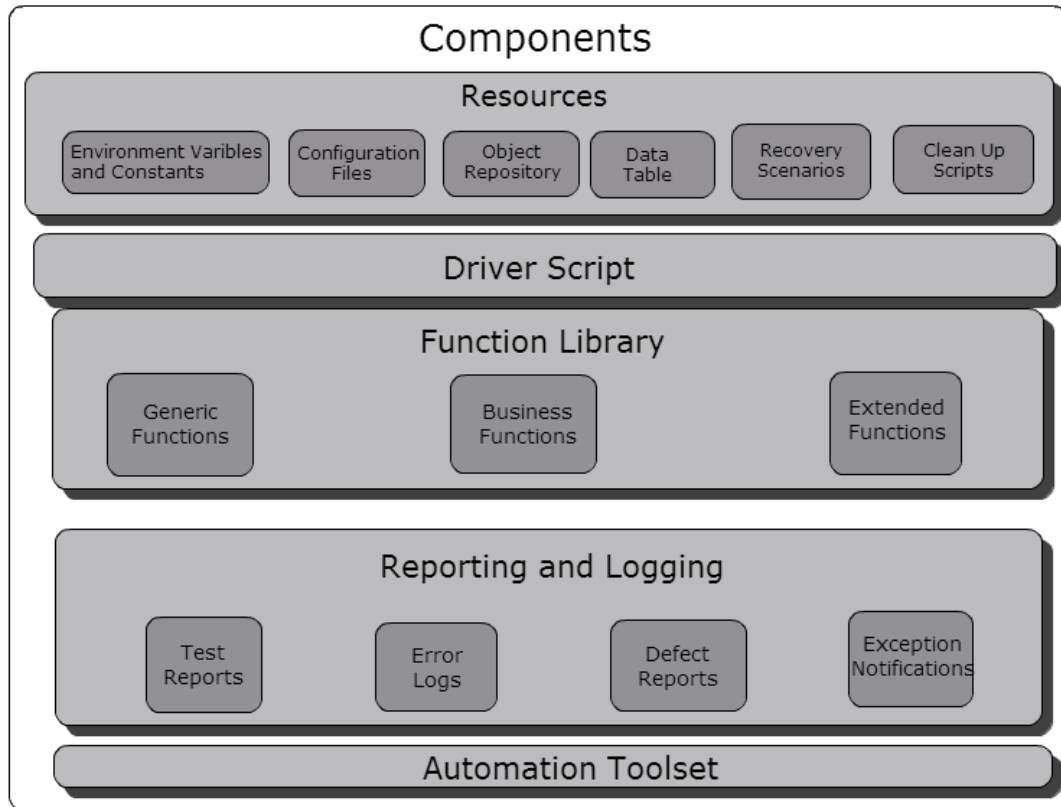 Components
Resources
Environment Varibles
and Constants
Configuration
Files
Object
Repository
Data
Table
Recovery
Scenarios
Clean Up
Scripts
Driver Script
Function Library
Generic
Functions
Business
Functions
Extended
Functions
Reporting and Logging
Test
Reports
Error
Logs
Defect
Reports
Exception
Notifications
Automation Toolset